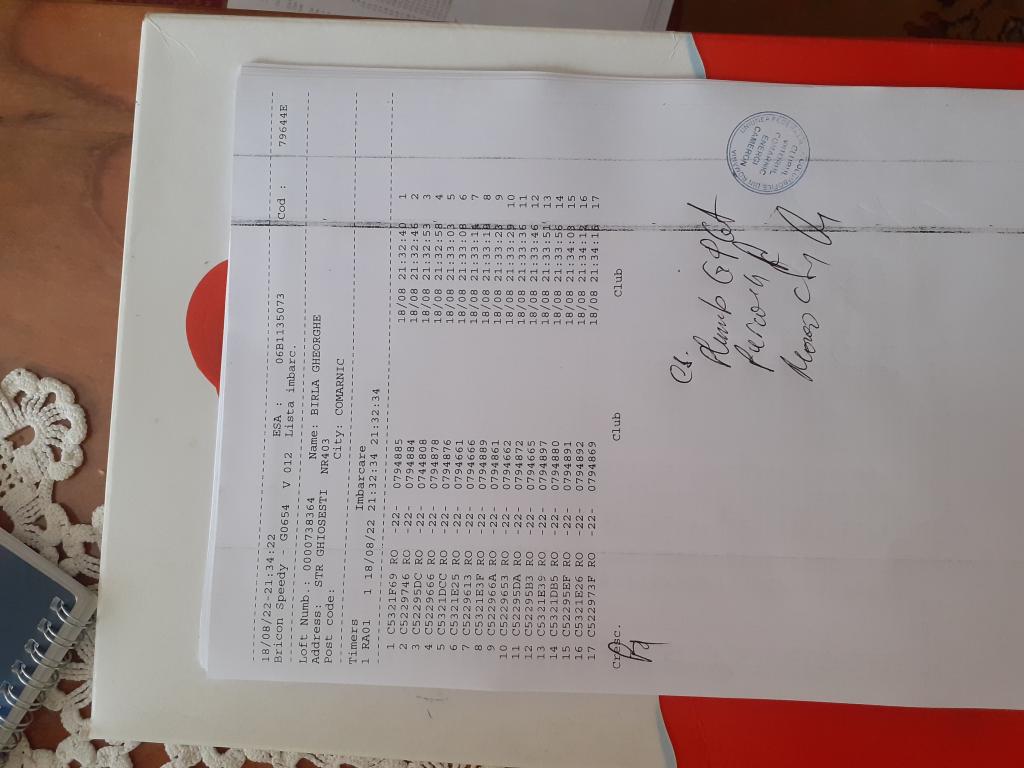 18/08/22-21:34:22
Bricon Speedy - G0654 V 012 ESA : 06B1135073 Cod : 79644E
Lista imbarc.
Loft Numb.: 0000738364 Name: BIRLA GHEORGHE
Address: STR GHIOSESTI NR403
Post code: City: COMARNIC
Timers Imbarcare
1 RA01 1 18/08/22 21:32:34 21:32:34
1 C5321F69 RO -22- 0794885 18/08 21:32:40 1
2 C5229746 RO -22- 0794884 18/08 21:32:46 2
3 C52295DC RO -22- 0744808 18/08 21:32:53 3
4 C5229666 RO -22- 0794878 18/08 21:32:58 4
5 C5321DCC RO -22- 0794876 18/08 21:33:03 5
6 C5321E25 RO -22- 0794661 18/08 21:33:08 6
7 C5229613 RO -22- 0794666 18/08 21:33:14 7
8 C5321E3F RO -22- 0794889 18/08 21:33:18 8
9 C522966A RO -22- 0794861 18/08 21:33:23 9
10 C5229653 RO -22- 0794662 18/08 21:33:29 10
11 C52295DA RO -22- 0794872 18/08 21:33:36 11
12 C52295B3 RO -22- 0794665 18/08 21:33:46 12
13 C5321E39 RO -22- 0794897 18/08 21:33:51 13
14 C5321DB5 RO -22- 0794880 18/08 21:33:56 14
15 C52295EF RO -22- 0794891 18/08 21:34:03 15
16 C5321E26 RO -22- 0794892 18/08 21:34:12 16
17 C522973F RO -22- 0794869 18/08 21:34:16 17
Cresc. Club Club